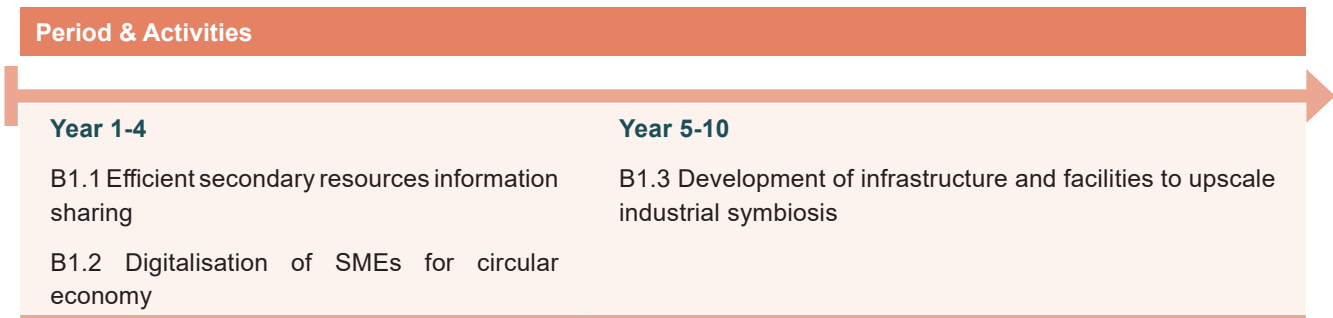 Period & Activities
Year 1-4
B1.1 Efficient secondary resources information
sharing
B1.2 Digitalisation of SMEs for circular
economy
Year 5-10
B1.3 Development of infrastructure and facilities to upscale
industrial symbiosis